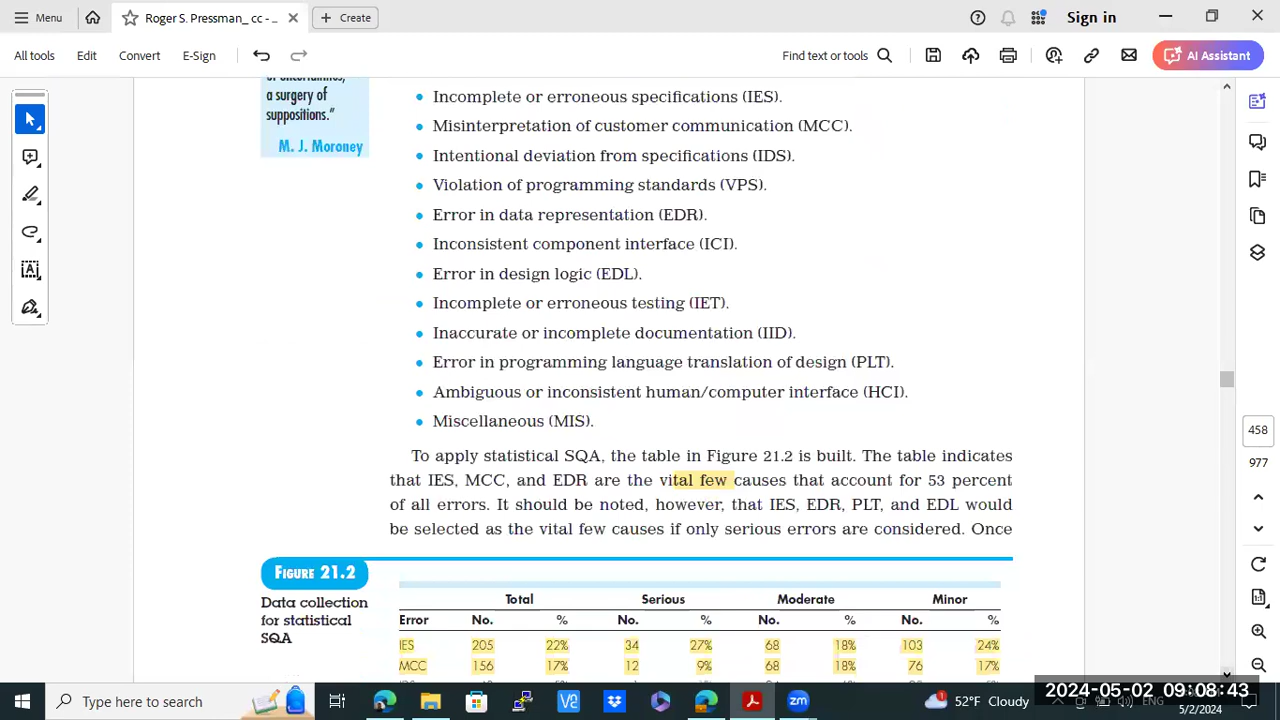 Menu
Roger S. Pressman_ cc - ...
Create
Sign in
All tools
Edit
Convert
E-Sign
Find text or tools
AI Assistant
a surgery of
suppositions."
M. J. Moroney
• Incomplete or erroneous specifications (IES).
• Misinterpretation of customer communication (MCC).
• Intentional deviation from specifications (IDS).
• Violation of programming standards (VPS).
• Error in data representation (EDR).
• Inconsistent component interface (ICI).
• Error in design logic (EDL).
• Incomplete or erroneous testing (IET).
• Inaccurate or incomplete documentation (IID).
• Error in programming language translation of design (PLT).
• Ambiguous or inconsistent human/computer interface (HCI).
• Miscellaneous (MIS).
To apply statistical SQA, the table in Figure 21.2 is built. The table indicates
that IES, MCC, and EDR are the vital few causes that account for 53 percent
of all errors. It should be noted, however, that IES, EDR, PLT, and EDL would
be selected as the vital few causes if only serious errors are considered. Once
FIGURE 21.2
Data collection
for statistical
SQA
Total Serious Moderate Minor
Error No. % No. % No. % No. %
IES 205 22% 34 27% 68 18% 103 24%
MCC 156 17% 12 9% 68 18% 76 17%
458
977
Type here to search
52°F Cloudy
ENG
5/2/2024
2024-05-02 09:08:43